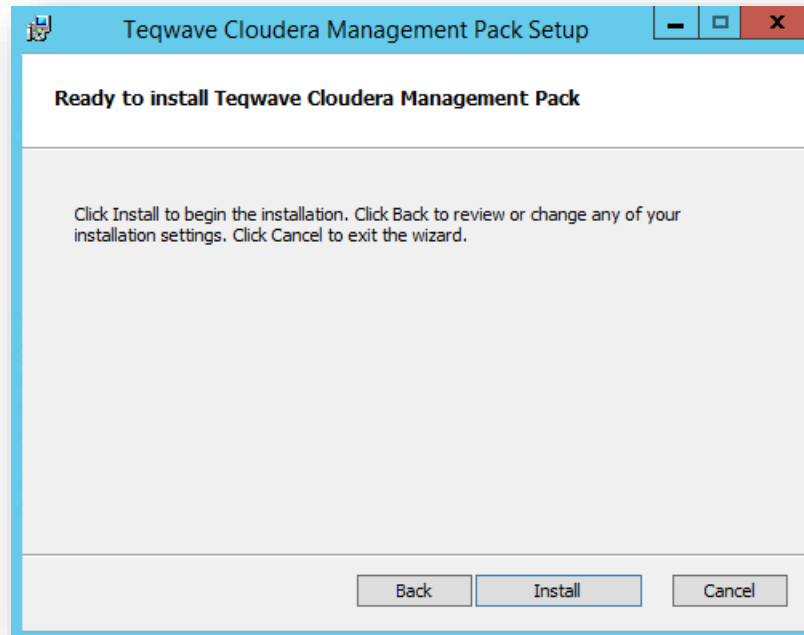 Teqwave Cloudera Management Pack Setup
Ready to install Teqwave Cloudera Management Pack
Click Install to begin the installation. Click Back to review or change any of your
installation settings. Click Cancel to exit the wizard.
Back Install Cancel